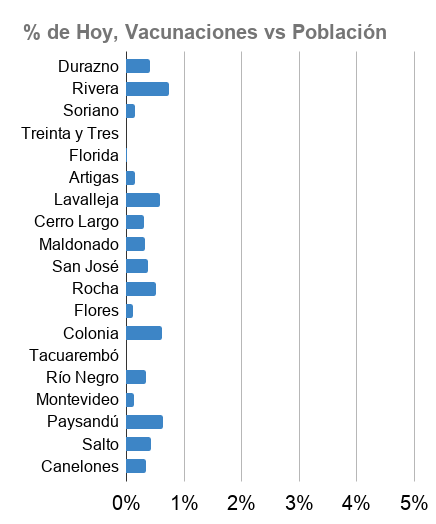 % de Hoy, Vacunaciones vs Población
Durazno
Rivera
Soriano
Treinta y Tres
Florida
Artigas
Lavalleja
Cerro Largo
Maldonado
San José
Rocha
Flores
Colonia
Tacuarembó
Río Negro
Montevideo
Paysandú
Salto
Canelones
0% 1% 2% 3% 4% 5%